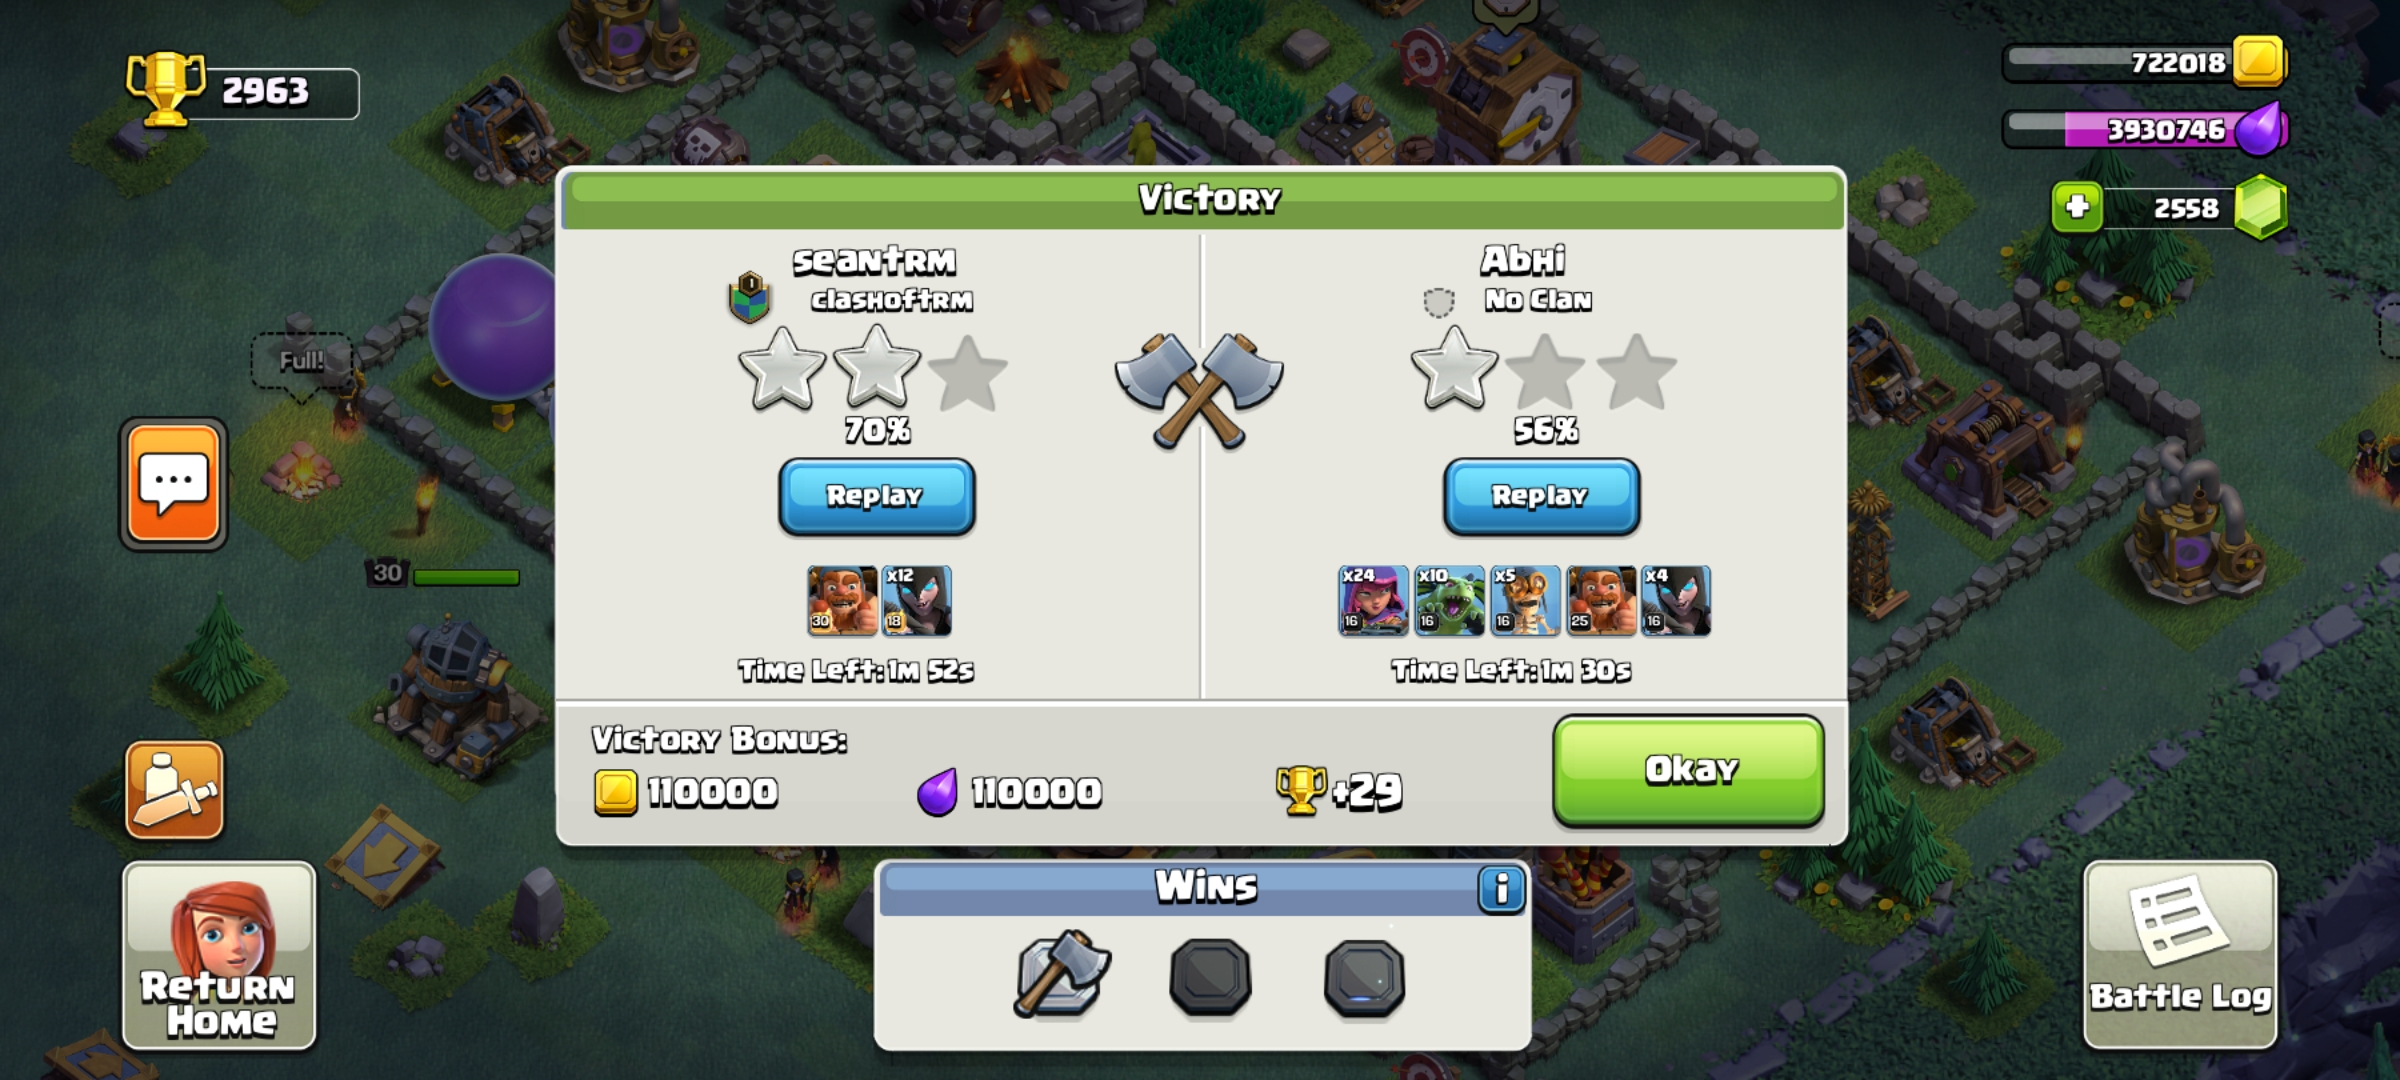 2963
722018
3930746
2558
Victory
seantrm
clashoftrm
Abhi
No Clan
Full!
70%
56%
Replay
Replay
30
30
x12
18
x24
16
x10
16
x5
16
25
x4
16
Time Left: 1m 52s
Time Left: 1m 30s
Victory Bonus:
110000
110000
+29
Okay
Wins
i
Return
Home
Battle Log